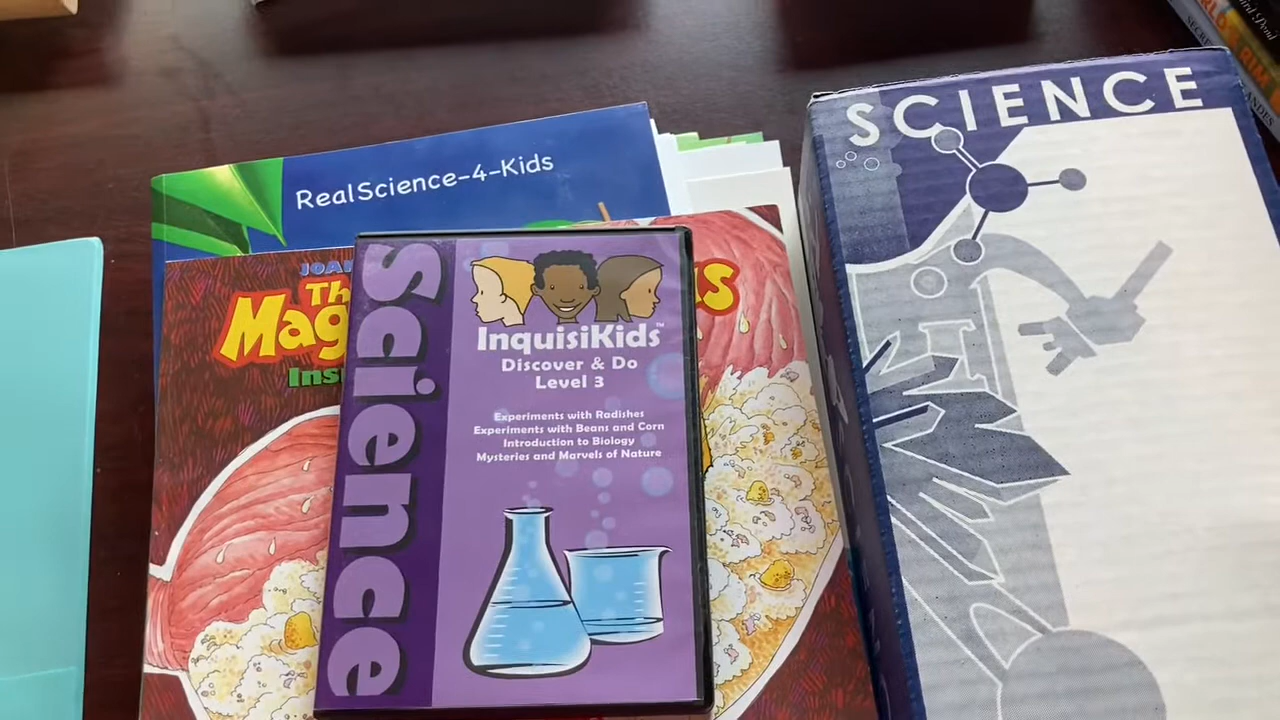 SCIENCE
RealScience-4-Kids
Science
InquisiKids™
Discover & Do
Level 3
Experiments with Radishes
Experiments with Beans and Corn
Introduction to Biology
Mysteries and Marvels of Nature